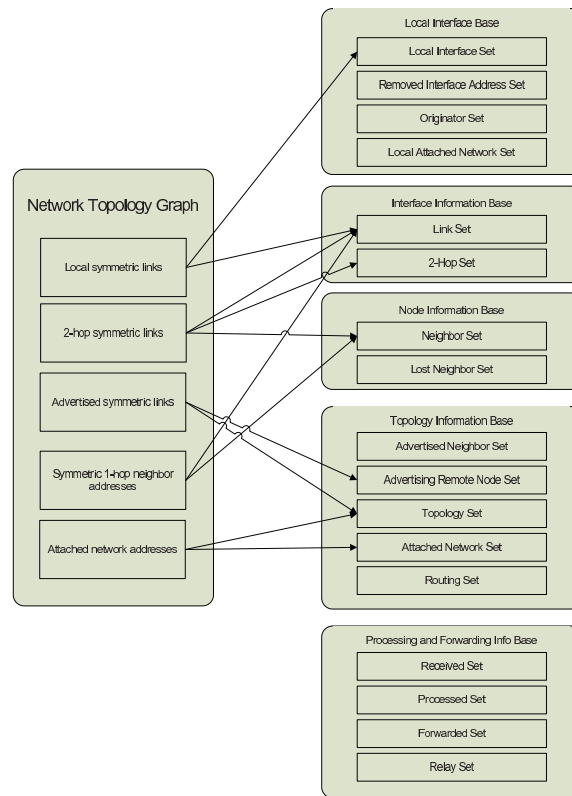 Network Topology Graph
Local symmetric links
2-hop symmetric links
Advertised symmetric links
Symmetric 1-hop neighbor
addresses
Attached network addresses
Local Interface Base
Local Interface Set
Removed Interface Address Set
Originator Set
Local Attached Network Set
Interface Information Base
Link Set
2-Hop Set
Node Information Base
Neighbor Set
Lost Neighbor Set
Topology Information Base
Advertised Neighbor Set
Advertising Remote Node Set
Topology Set
Attached Network Set
Routing Set
Processing and Forwarding Info Base
Received Set
Processed Set
Forwarded Set
Relay Set